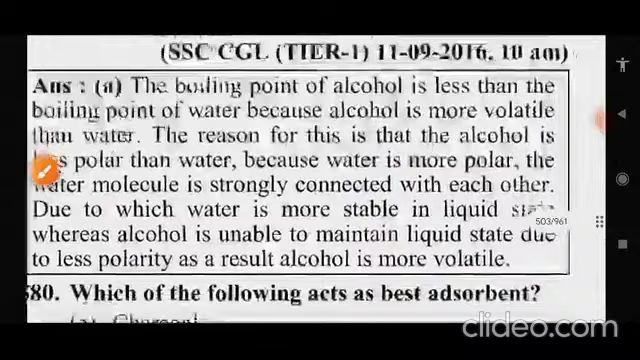 (SSC CGL (TIER-1) 11-09-2016, 10 am)
Ans : (a) The boiling point of alcohol is less than the
boiling point of water because alcohol is more volatile
than water. The reason for this is that the alcohol is
polar than water, because water is more polar, the
water molecule is strongly connected with each other.
Due to which water is more stable in liquid
503/961
whereas alcohol is unable to maintain liquid state due
to less polarity as a result alcohol is more volatile.
580. Which of the following acts as best adsorbent?
clideo.com